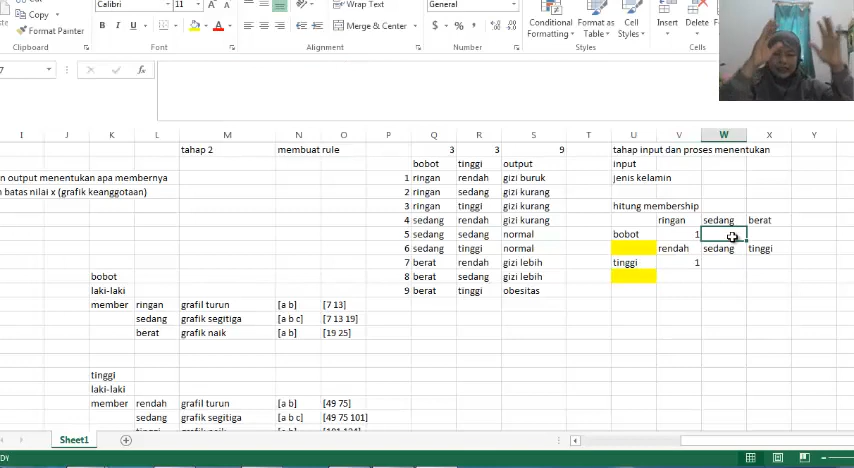 Copy
Format Painter
Clipboard
Calibri 11 A A
B I U A
Font
Wrap Text
Merge & Center
Alignment
$ % ,
Number
Conditional Formatting
Format as Table
Cell Styles
Styles
Insert Delete
Cells
7 fx
I J K L M N O P Q R S T U V W X Y
tahap 2 membuat rule 3 3 9 tahap input dan proses menentukan
bobot tinggi output input
n output menentukan apa membernya 1 ringan rendah gizi buruk jenis kelamin
n batas nilai x (grafik keanggotaan) 2 ringan sedang gizi kurang
3 ringan tinggi gizi kurang hitung membership
4 sedang rendah gizi kurang ringan sedang berat
5 sedang sedang normal bobot 1
6 sedang tinggi normal rendah sedang tinggi
7 berat rendah gizi lebih tinggi 1
bobot 8 berat sedang gizi lebih
laki-laki 9 berat tinggi obesitas
member ringan grafil turun [a b] [7 13]
sedang grafik segitiga [a b c] [7 13 19]
berat grafik naik [a b] [19 25]
tinggi
laki-laki
member rendah grafil turun [a b] [49 75]
sedang grafik segitiga [a b c] [49 75 101]
tinggi grafik naik [a b]
Sheet1
DY